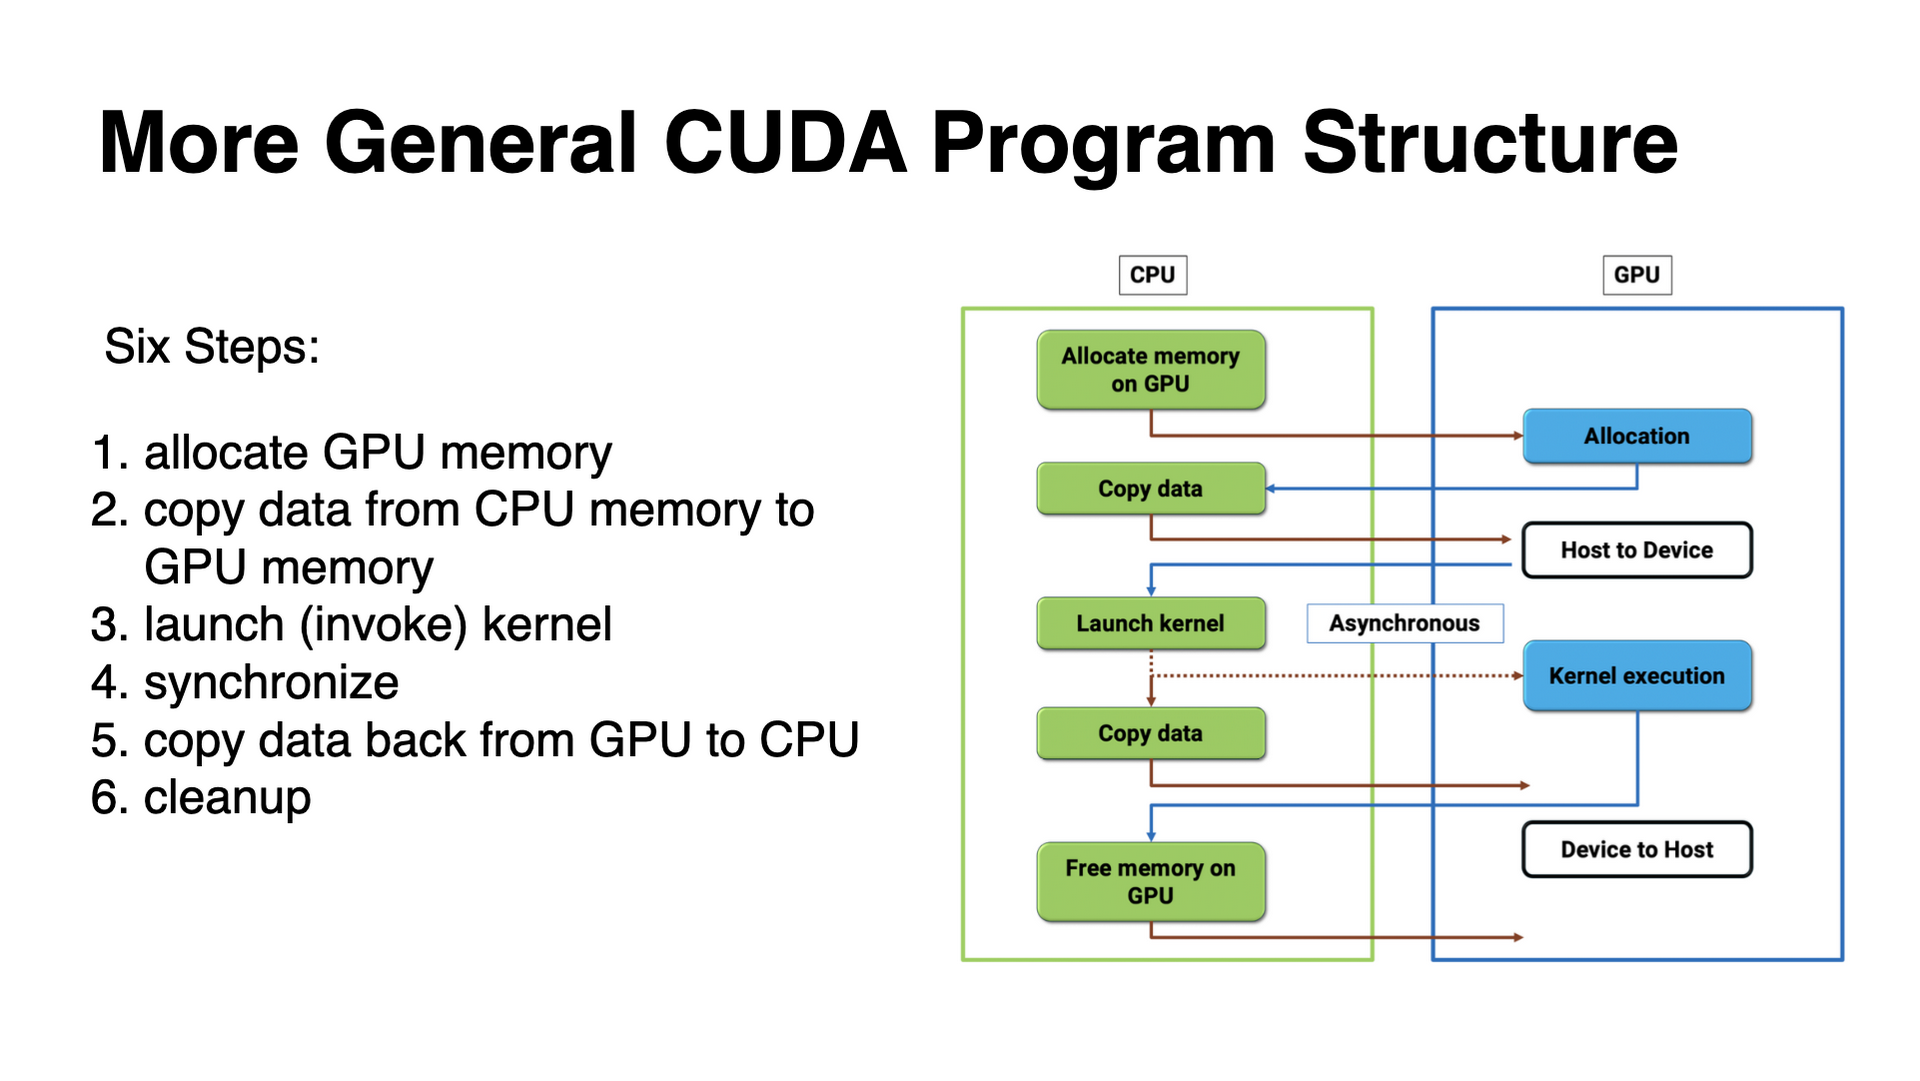 More General CUDA Program Structure
Six Steps:
1. allocate GPU memory
2. copy data from CPU memory to
GPU memory
3. launch (invoke) kernel
4. synchronize
5. copy data back from GPU to CPU
6. cleanup
CPU
GPU
Allocate memory
on GPU
Allocation
Copy data
Host to Device
Launch kernel
Asynchronous
Kernel execution
Copy data
Device to Host
Free memory on
GPU